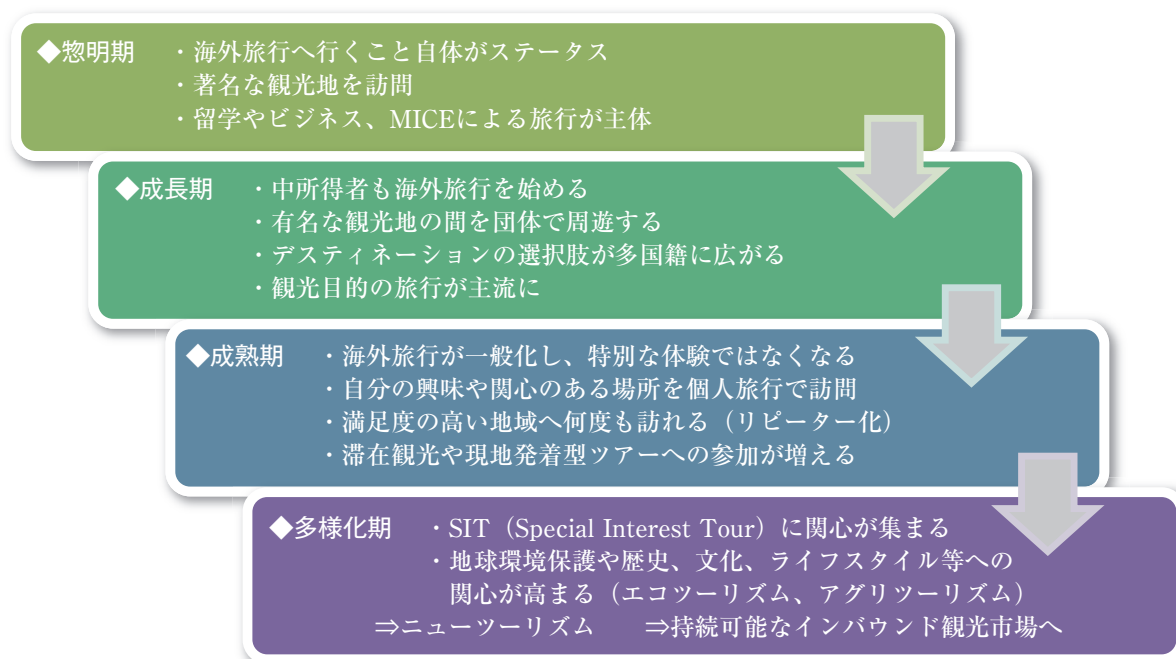 ◆惣明期 ・海外旅行へ行くこと自体がステータス
・著名な観光地を訪問
・留学やビジネス、MICEによる旅行が主体
◆成長期 ・中所得者も海外旅行を始める
・有名な観光地の間を団体で周遊する
・デスティネーションの選択肢が多国籍に広がる
・観光目的の旅行が主流に
◆成熟期 ・海外旅行が一般化し、特別な体験ではなくなる
・自分の興味や関心のある場所を個人旅行で訪問
・満足度の高い地域へ何度も訪れる（リピーター化）
・滞在観光や現地発着型ツアーへの参加が増える
◆多様化期 ・SIT（Special Interest Tour）に関心が集まる
・地球環境保護や歴史、文化、ライフスタイル等への
関心が高まる（エコツーリズム、アグリツーリズム）
⇒ニューツーリズム ⇒持続可能なインバウンド観光市場へ